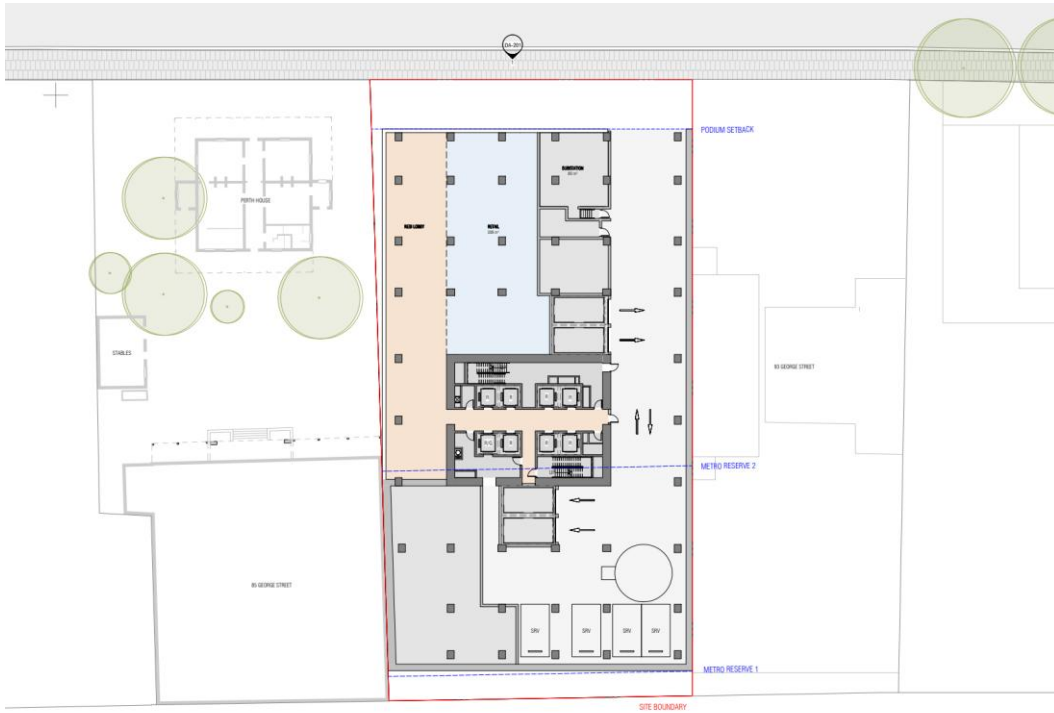 DA-201
PODIUM SETBACK
SUBSTATION
PERTH HOUSE
RESI LOBBY
RETAIL
STABLES
93 GEORGE STREET
METRO RESERVE 2
85 GEORGE STREET
SRV
SRV
SRV
SRV
METRO RESERVE 1
SITE BOUNDARY